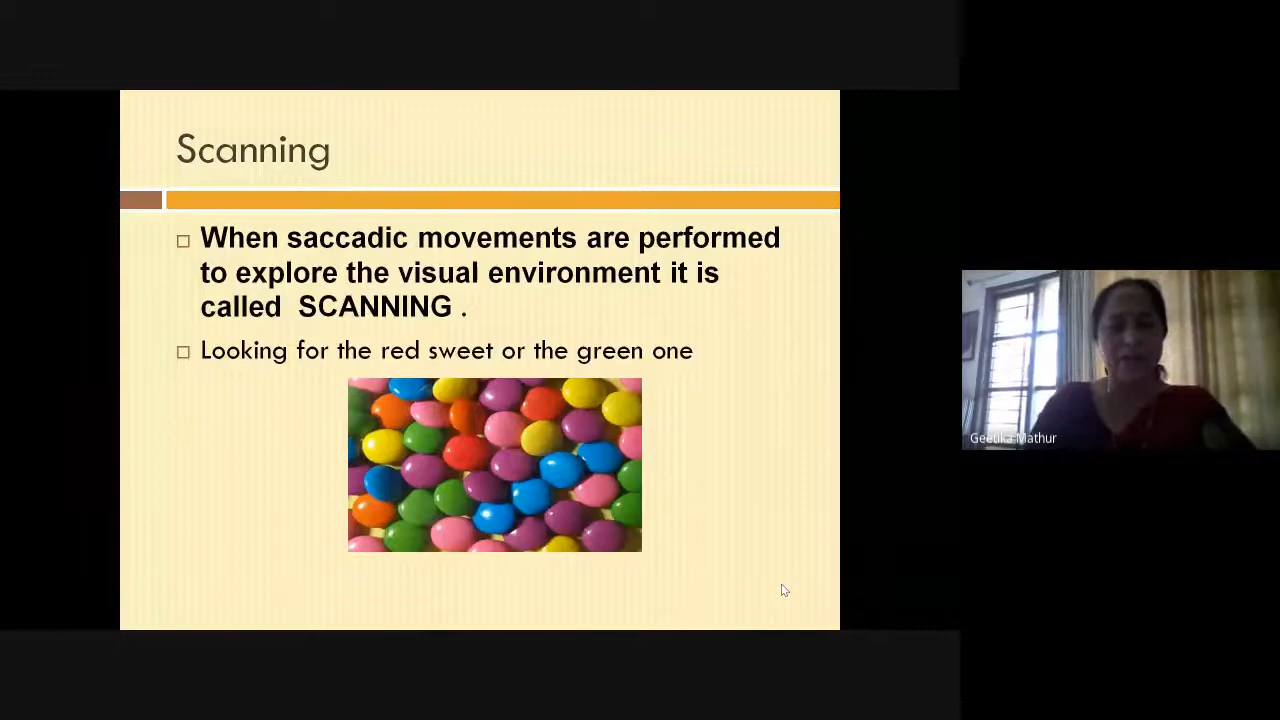 Scanning
When saccadic movements are performed
to explore the visual environment it is
called SCANNING .
Looking for the red sweet or the green one
Geetika Mathur